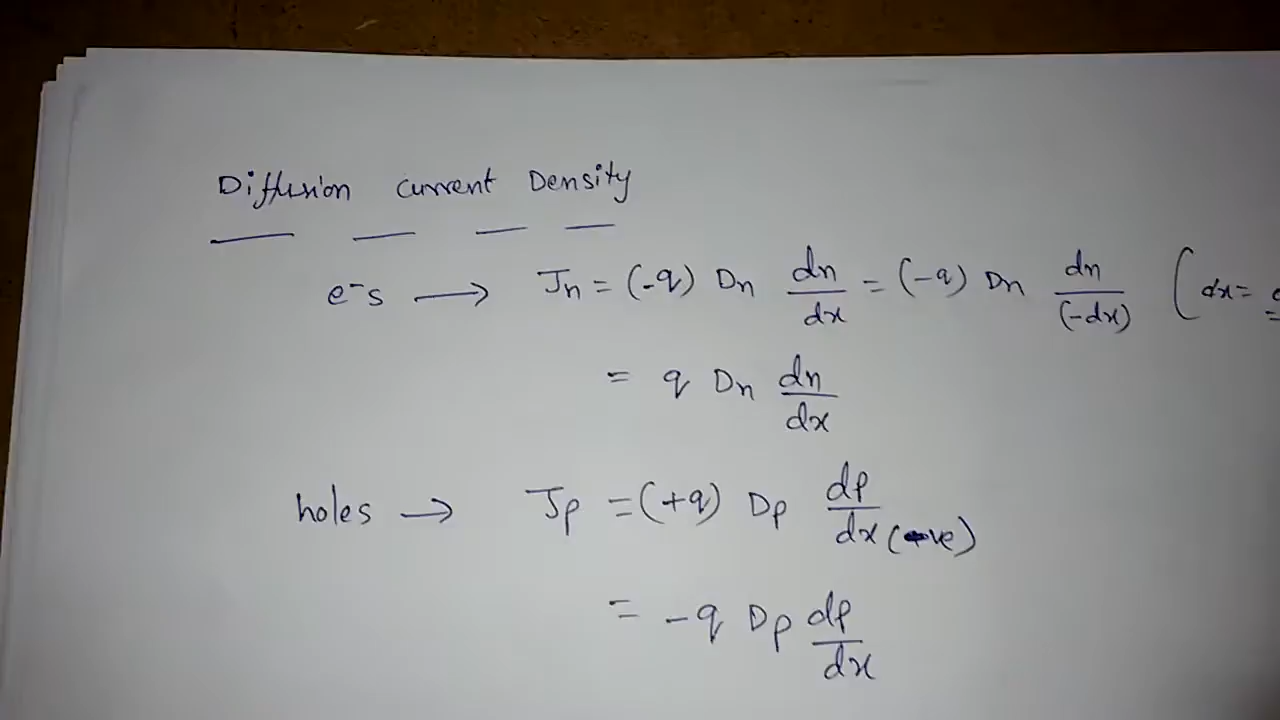 Diffusion current Density
e⁻s → Jn = (-q) Dn dn/dx = (-q) Dn dn/(-dx) (dx =
= q Dn dn/dx
holes → Jp = (+q) Dp dp/dx (-ve)
= -q Dp dp/dx